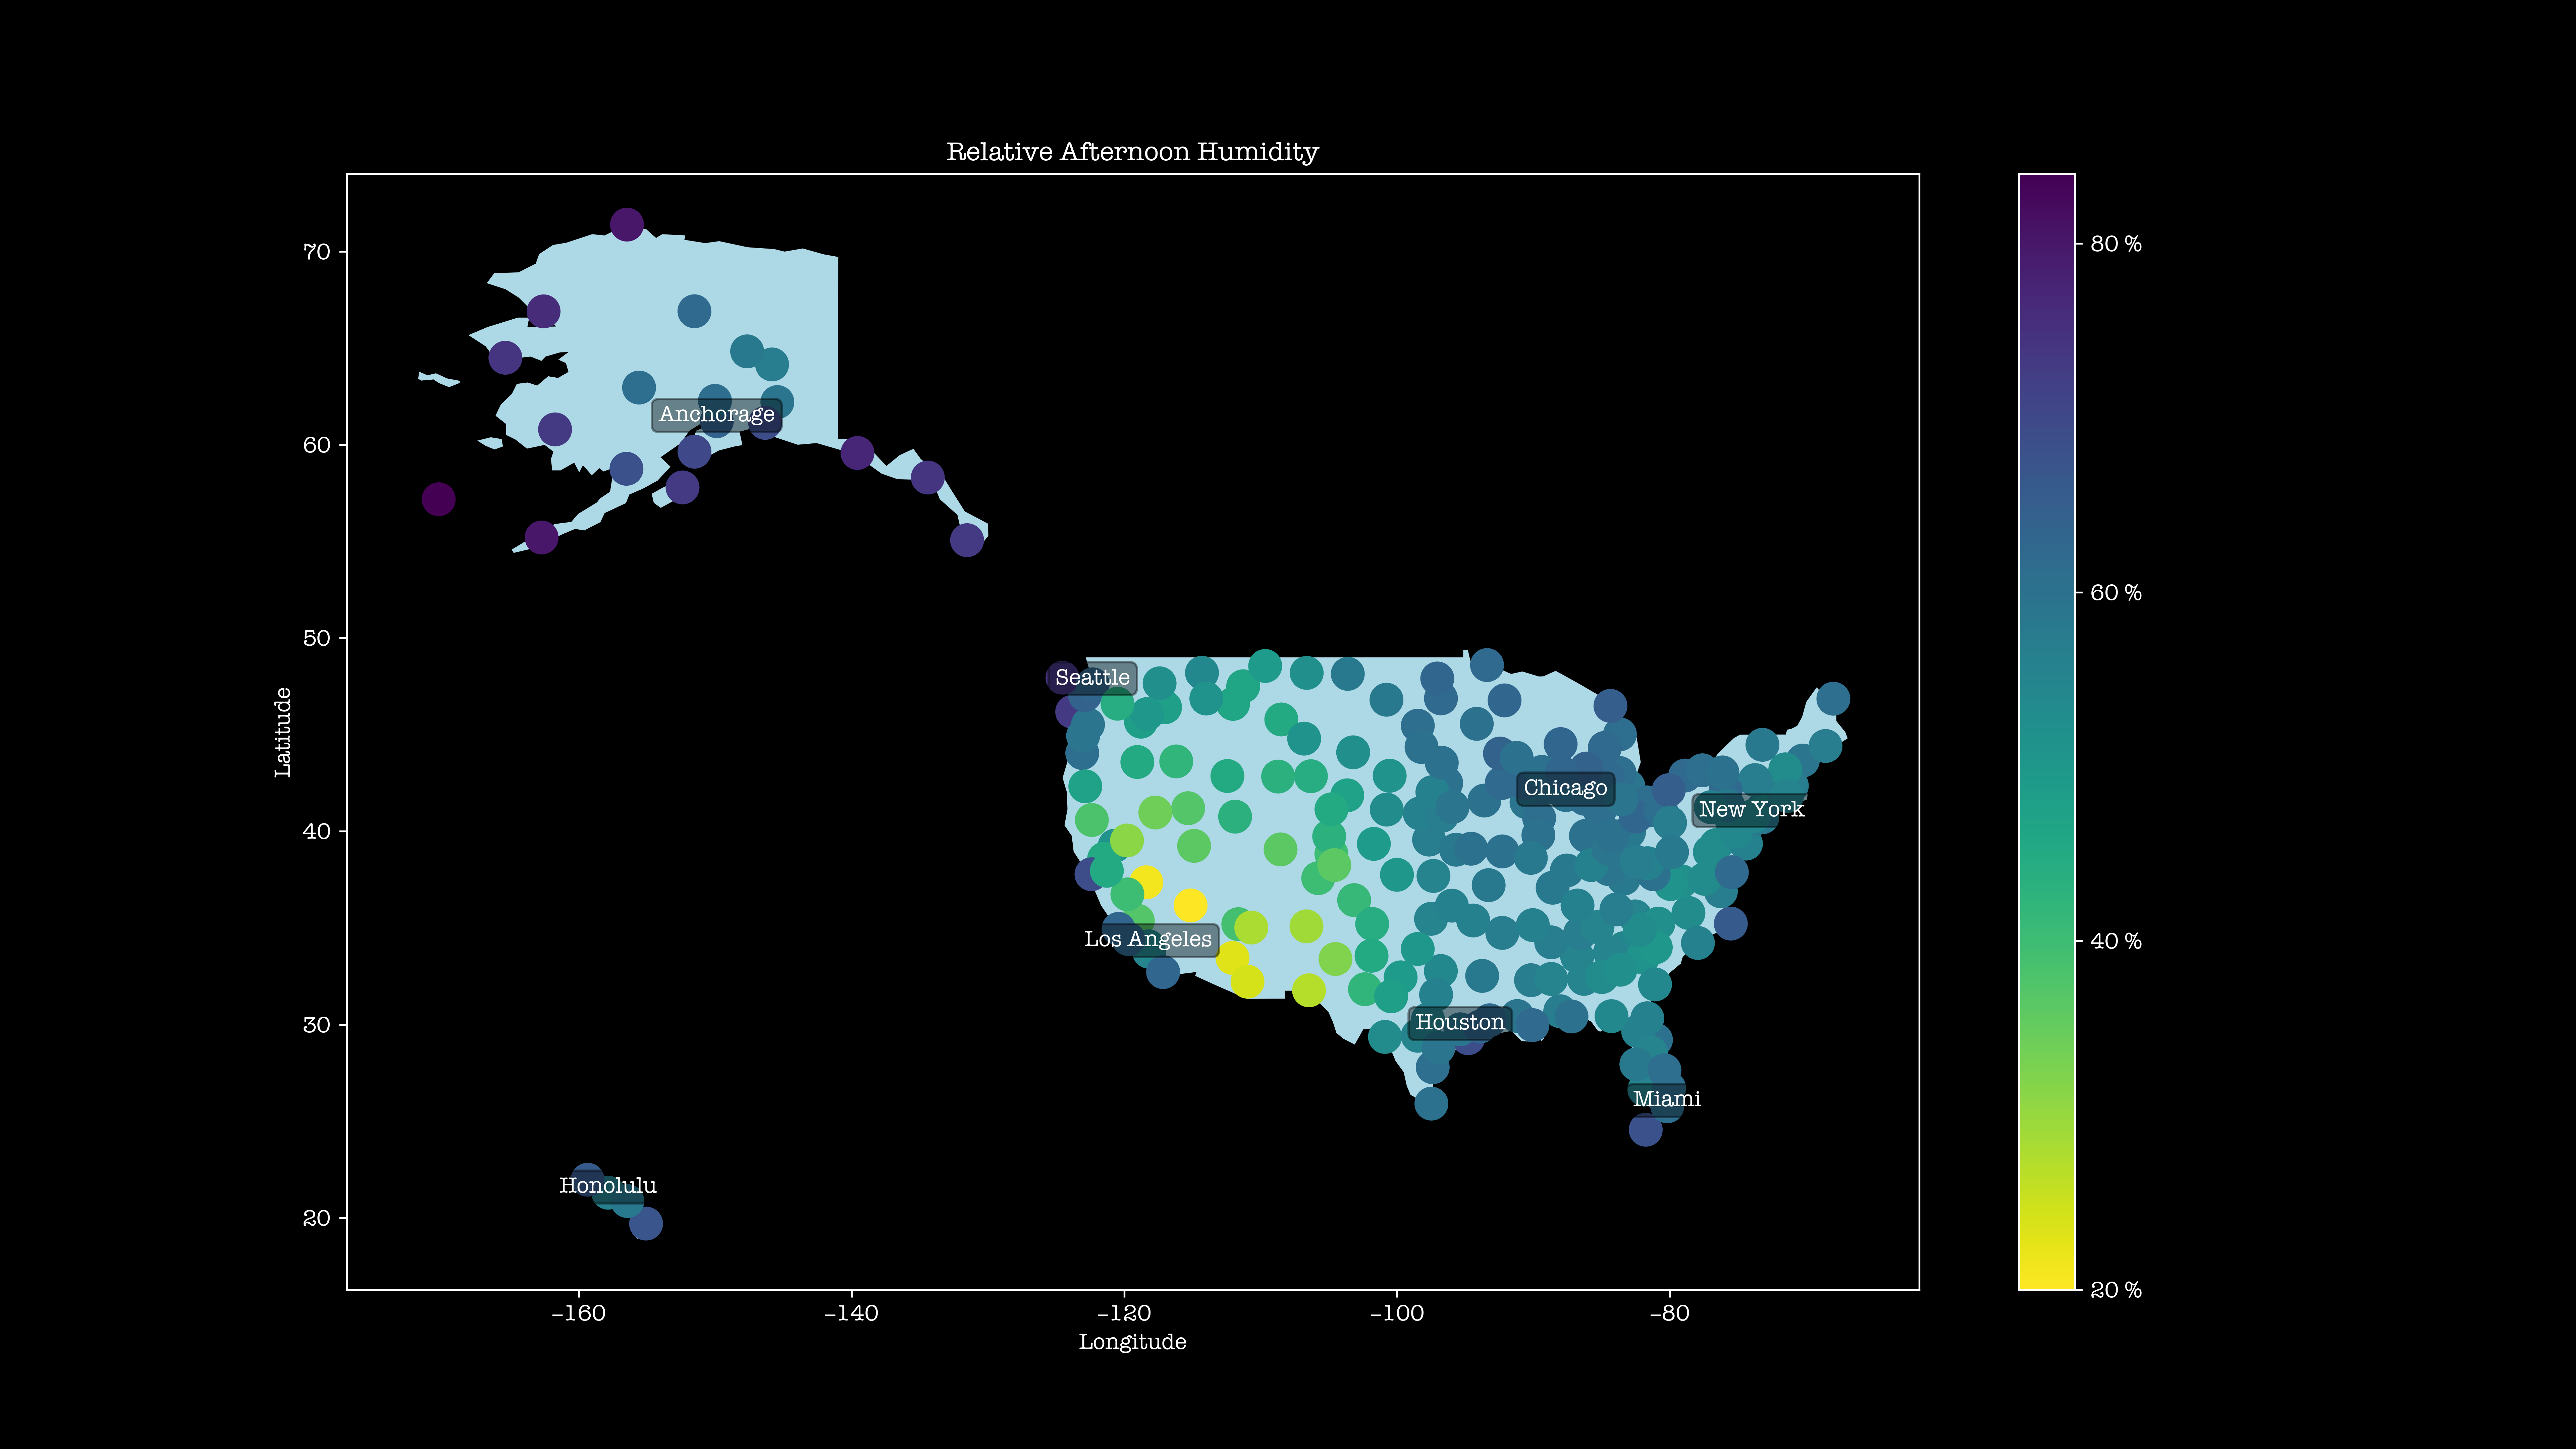 Relative Afternoon Humidity
70
60
50
40
30
20
Latitude
-160
-140
-120
-100
-80
Longitude
80 %
60 %
40 %
20 %
Anchorage
Seattle
Chicago
New York
Los Angeles
Houston
Miami
Honolulu